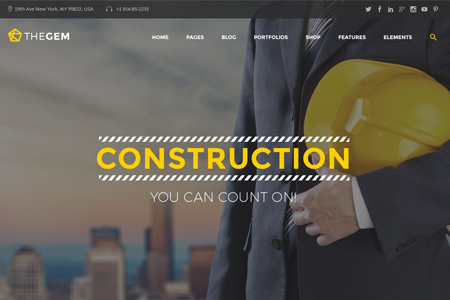 19th Ave New York, NY 95822, USA +1 916-85-2235
THEGEM HOME PAGES BLOG PORTFOLIOS SHOP FEATURES ELEMENTS
CONSTRUCTION
YOU CAN COUNT ON!